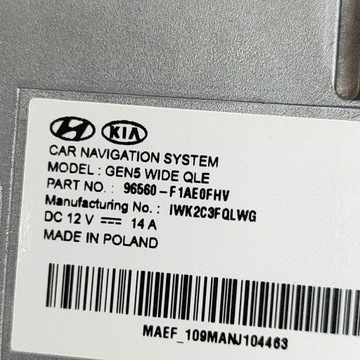 KIA
CAR NAVIGATION SYSTEM
MODEL : GEN5 WIDE QLE
PART NO. : 96560-F1AE0FHV
Manufacturing No. : IWK2C3FQLWG
DC 12 V ⎓ 14 A
MADE IN POLAND
MAEF_109MANJ104463